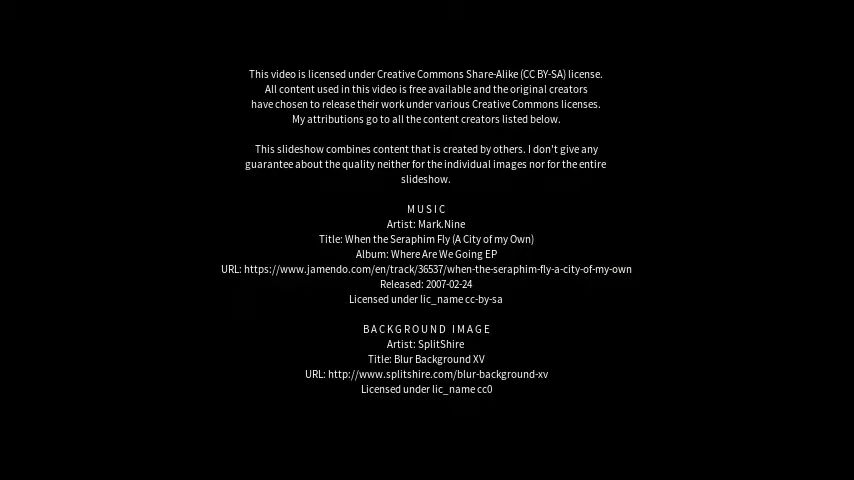 This video is licensed under Creative Commons Share-Alike (CC BY-SA) license.
All content used in this video is free available and the original creators
have chosen to release their work under various Creative Commons licenses.
My attributions go to all the content creators listed below.
This slideshow combines content that is created by others. I don't give any
guarantee about the quality neither for the individual images nor for the entire
slideshow.
MUSIC
Artist: Mark.Nine
Title: When the Seraphim Fly (A City of my Own)
Album: Where Are We Going EP
URL: https://www.jamendo.com/en/track/36537/when-the-seraphim-fly-a-city-of-my-own
Released: 2007-02-24
Licensed under lic_name cc-by-sa
BACKGROUND IMAGE
Artist: SplitShire
Title: Blur Background XV
URL: http://www.splitshire.com/blur-background-xv
Licensed under lic_name cc0